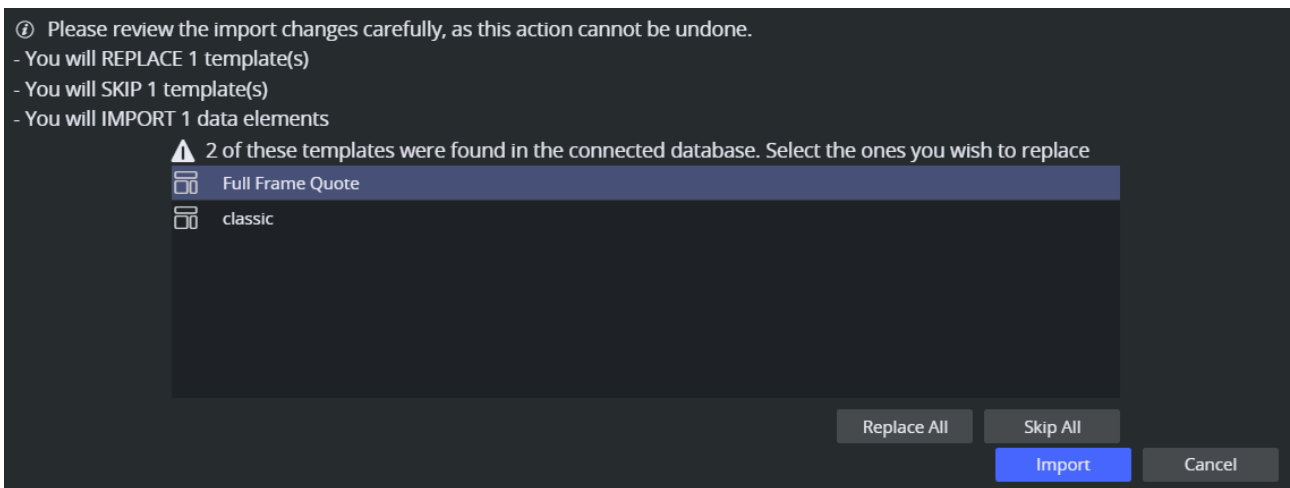 Please review the import changes carefully, as this action cannot be undone.
- You will REPLACE 1 template(s)
- You will SKIP 1 template(s)
- You will IMPORT 1 data elements
2 of these templates were found in the connected database. Select the ones you wish to replace
Full Frame Quote
classic
Replace All
Skip All
Import
Cancel